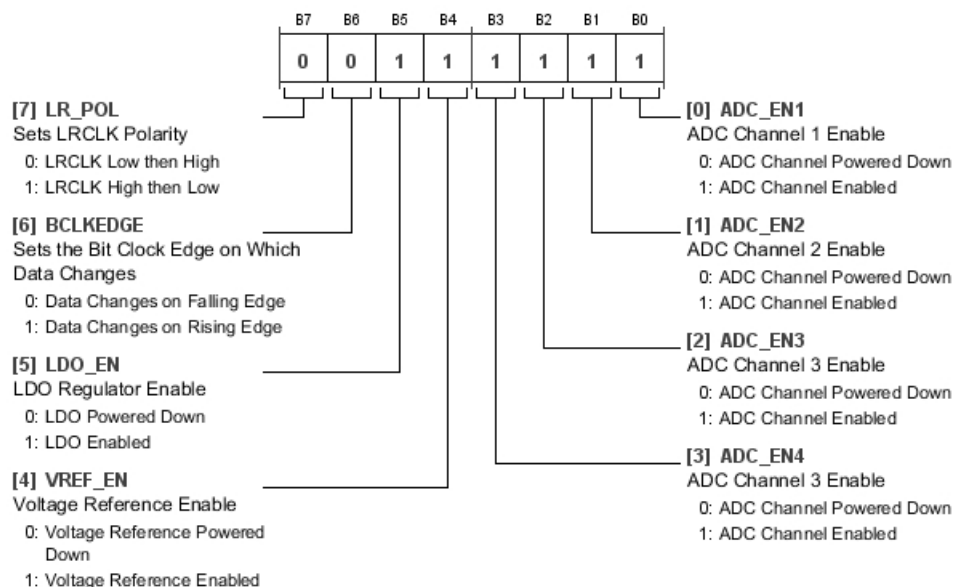 B7 B6 B5 B4 B3 B2 B1 B0
0 0 1 1 1 1 1 1
[7] LR_POL
Sets LRCLK Polarity
0: LRCLK Low then High
1: LRCLK High then Low
[6] BCLKEDGE
Sets the Bit Clock Edge on Which
Data Changes
0: Data Changes on Falling Edge
1: Data Changes on Rising Edge
[5] LDO_EN
LDO Regulator Enable
0: LDO Powered Down
1: LDO Enabled
[4] VREF_EN
Voltage Reference Enable
0: Voltage Reference Powered
Down
1: Voltage Reference Enabled
[0] ADC_EN1
ADC Channel 1 Enable
0: ADC Channel Powered Down
1: ADC Channel Enabled
[1] ADC_EN2
ADC Channel 2 Enable
0: ADC Channel Powered Down
1: ADC Channel Enabled
[2] ADC_EN3
ADC Channel 3 Enable
0: ADC Channel Powered Down
1: ADC Channel Enabled
[3] ADC_EN4
ADC Channel 3 Enable
0: ADC Channel Powered Down
1: ADC Channel Enabled